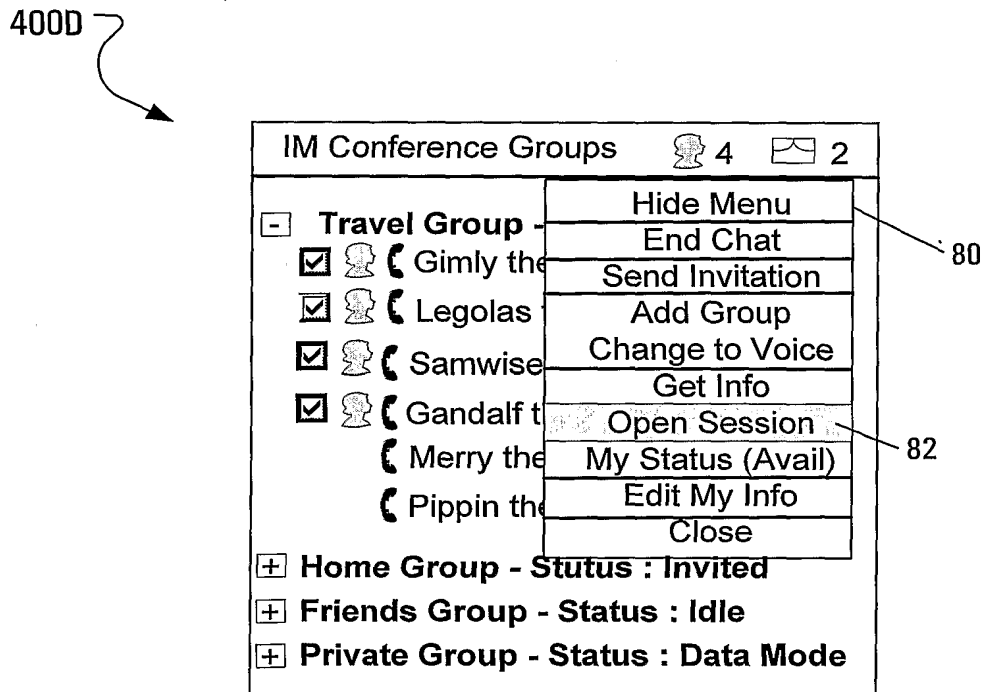 400D
IM Conference Groups 4 2
Hide Menu
80
Travel Group -
End Chat
Gimly the
Send Invitation
Legolas
Add Group
Change to Voice
Samwise
Get Info
Gandalf t
Open Session
82
Merry the
My Status (Avail)
Pippin the
Edit My Info
Close
Home Group - Stutus : Invited
Friends Group - Status : Idle
Private Group - Status : Data Mode